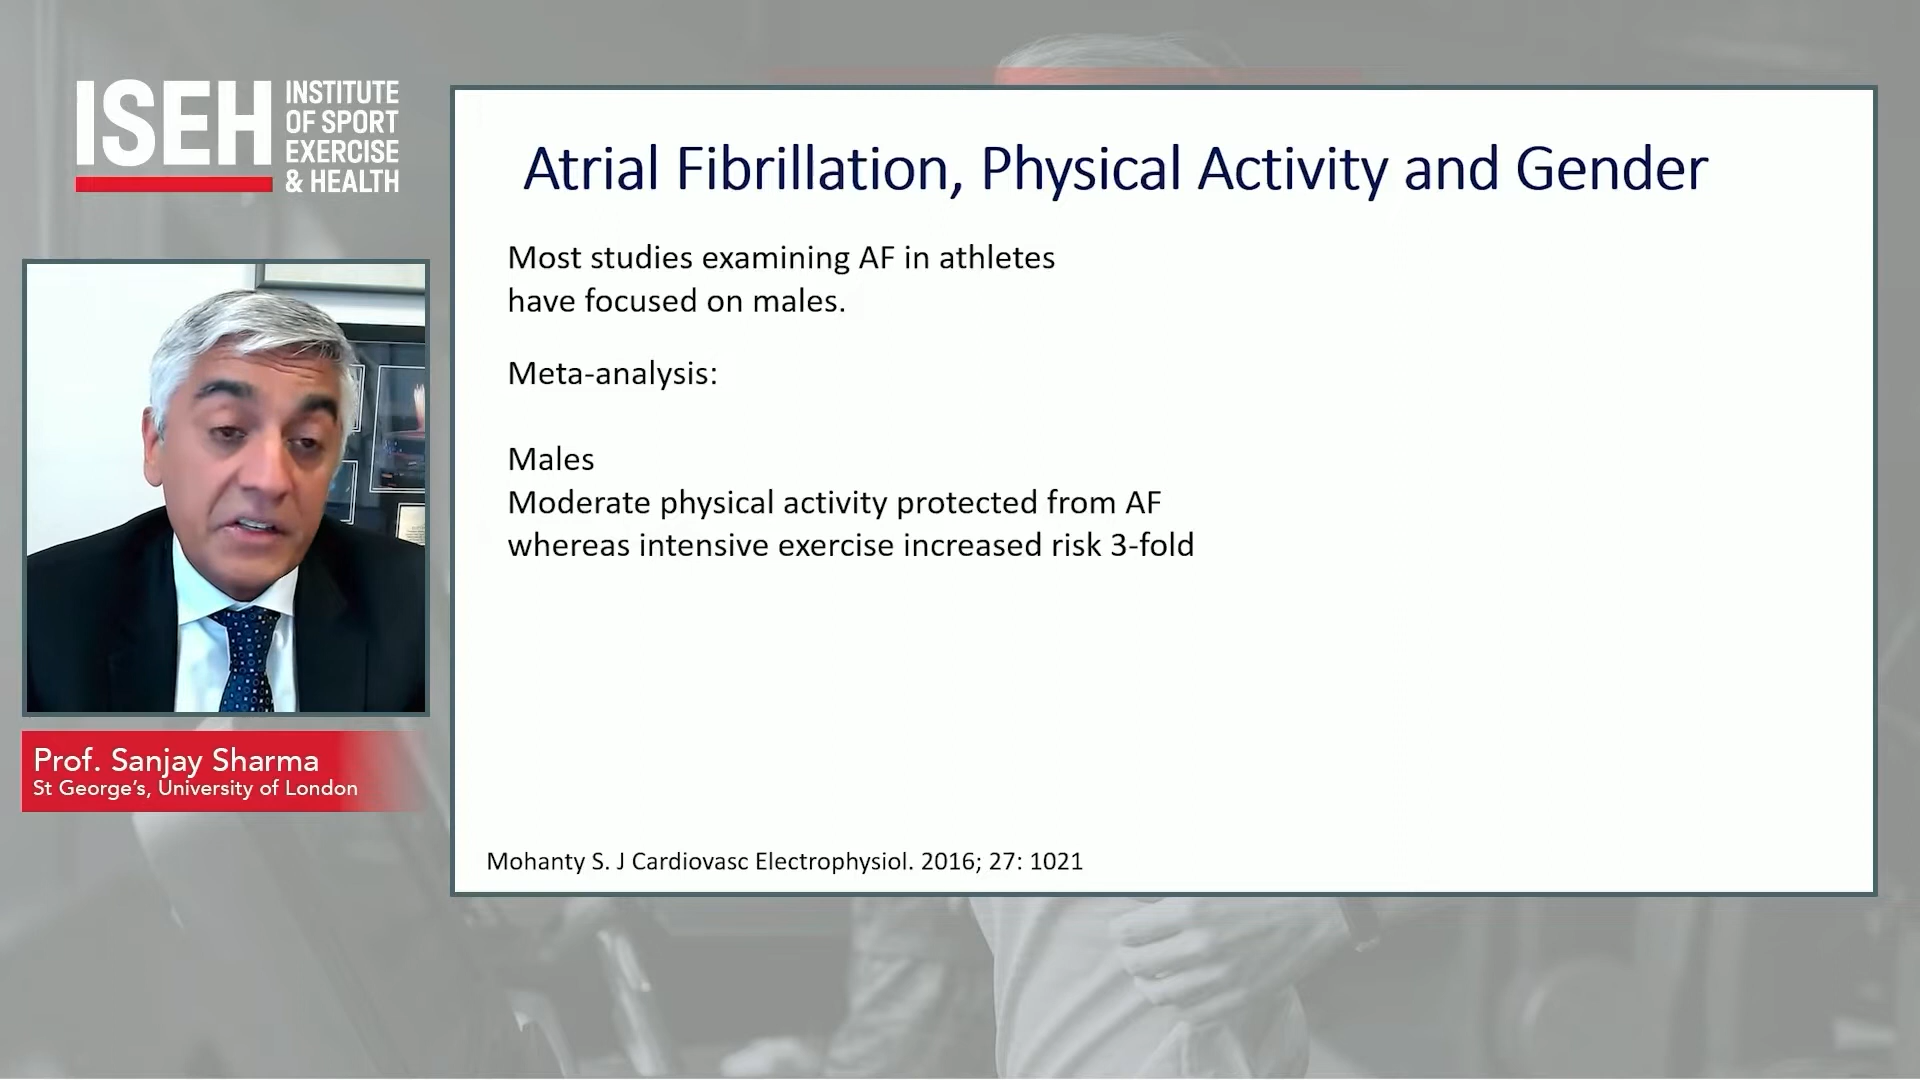 ISEH
INSTITUTE
OF SPORT
EXERCISE
& HEALTH
Atrial Fibrillation, Physical Activity and Gender
Most studies examining AF in athletes
have focused on males.
Meta-analysis:
Males
Moderate physical activity protected from AF
whereas intensive exercise increased risk 3-fold
Mohanty S. J Cardiovasc Electrophysiol. 2016; 27: 1021
Prof. Sanjay Sharma
St George’s, University of London